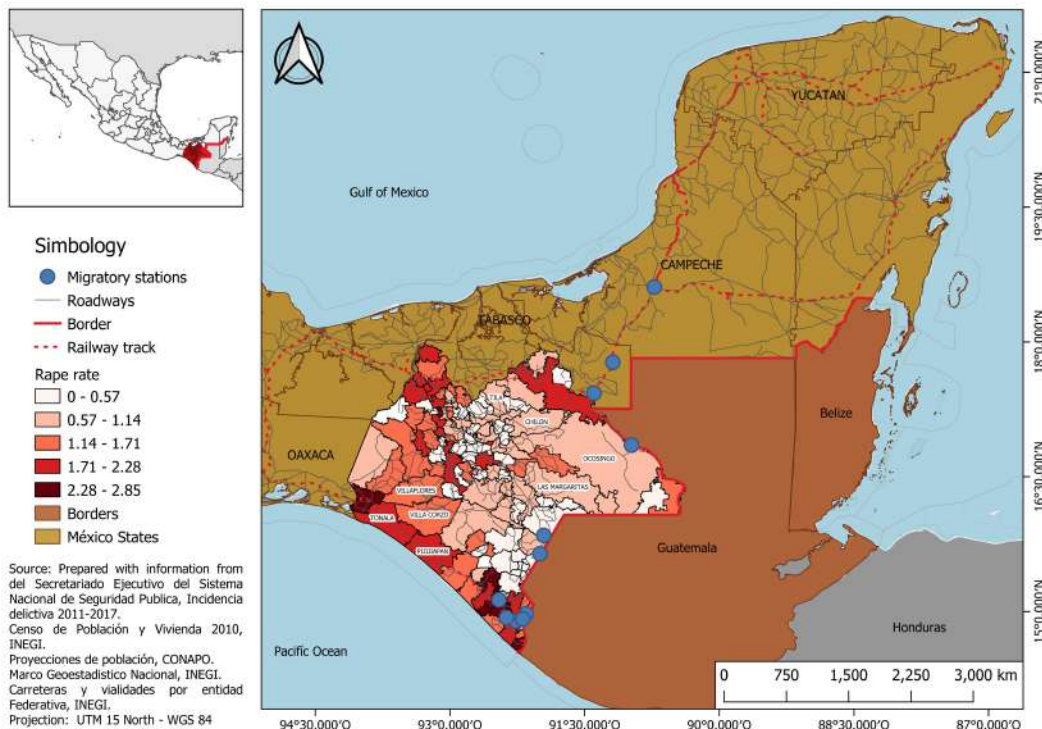 Simbology
Migratory stations
Roadways
Border
Railway track
Rape rate
0 - 0.57
0.57 - 1.14
1.14 - 1.71
1.71 - 2.28
2.28 - 2.85
Borders
México States
Source: Prepared with information from
del Secretariado Ejecutivo del Sistema
Nacional de Seguridad Publica, Incidencia
delictiva 2011-2017.
Censo de Población y Vivienda 2010,
INEGI.
Proyecciones de población, CONAPO.
Marco Geoestadistico Nacional, INEGI.
Carreteras y vialidades por entidad
Federativa, INEGI.
Projection: UTM 15 North - WGS 84
Gulf of Mexico
YUCATAN
CAMPECHE
TABASCO
OAXACA
TILA
CHILON
OCOSINGO
LAS MARGARITAS
VILLAFLORES
VILLA CORZO
TONALA
PIJIJIAPAN
Belize
Guatemala
Honduras
Pacific Ocean
0 750 1,500 2,250 3,000 km
94°30.000'O 93°0.000'O 91°30.000'O 90°0.000'O 88°30.000'O 87°0.000'O
21°0.000'N
19°30.000'N
18°0.000'N
16°30.000'N
15°0.000'N